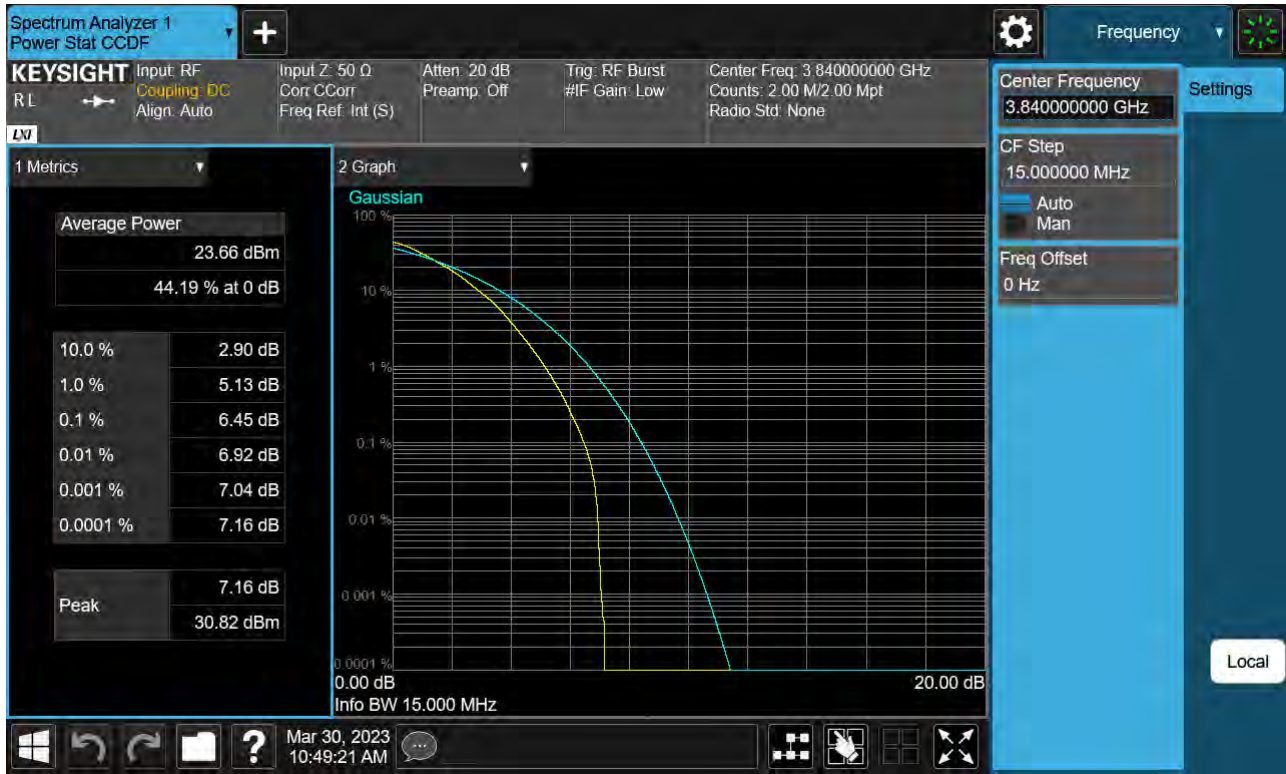 Spectrum Analyzer 1
Power Stat CCDF
+
Frequency
KEYSIGHT
RL
LXI
Input: RF
Coupling: DC
Align: Auto
Input Z: 50 Ω
Corr CCorr
Freq Ref: Int (S)
Atten: 20 dB
Preamp: Off
Trig: RF Burst
#IF Gain: Low
Center Freq: 3.840000000 GHz
Counts: 2.00 M/2.00 Mpt
Radio Std: None
Center Frequency
3.840000000 GHz
Settings
CF Step
15.000000 MHz
Auto
Man
Freq Offset
0 Hz
Local
1 Metrics
Average Power
23.66 dBm
44.19 % at 0 dB
10.0 % 2.90 dB
1.0 % 5.13 dB
0.1 % 6.45 dB
0.01 % 6.92 dB
0.001 % 7.04 dB
0.0001 % 7.16 dB
Peak
7.16 dB
30.82 dBm
2 Graph
Gaussian
100 %
10 %
1 %
0.1 %
0.01 %
0.001 %
0.0001 %
0.00 dB 20.00 dB
Info BW 15.000 MHz
?
Mar 30, 2023
10:49:21 AM